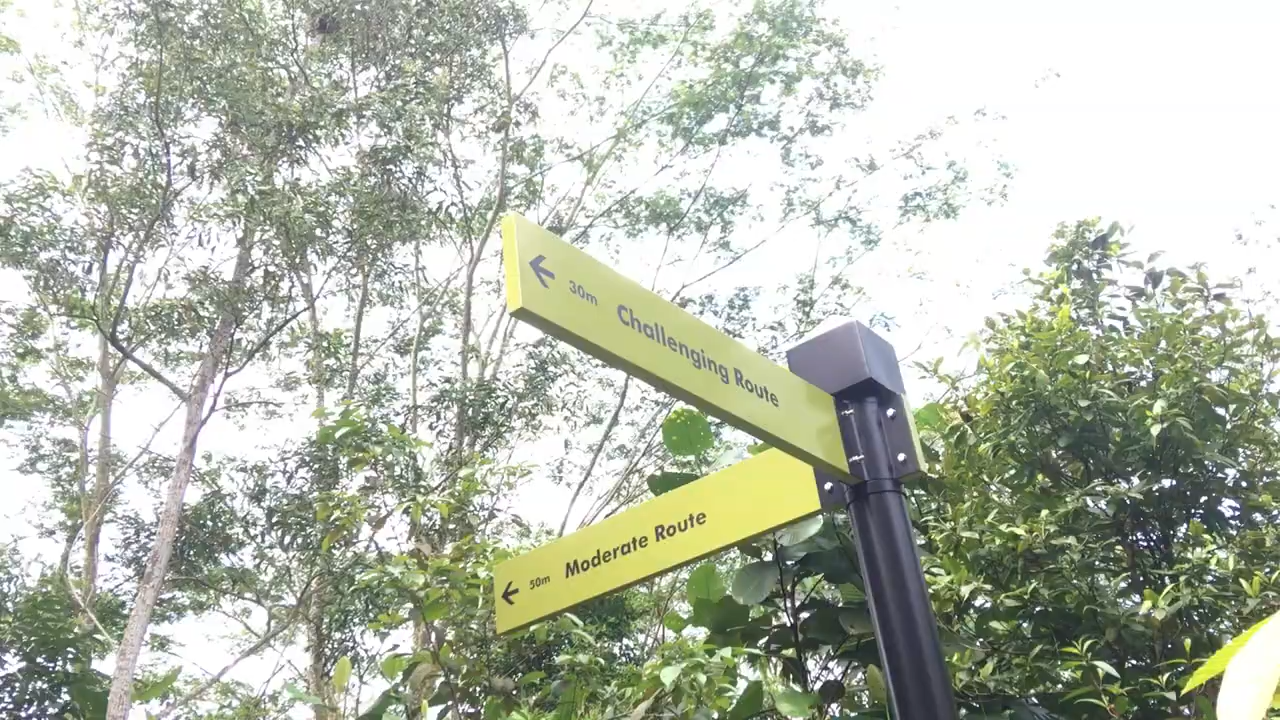 ← 30m Challenging Route
← 50m Moderate Route